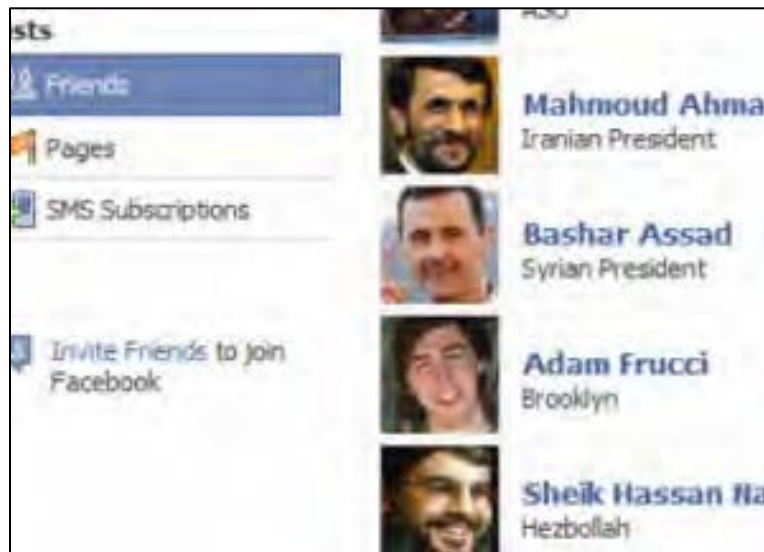 sts
Friends
Pages
SMS Subscriptions
Invite Friends to join
Facebook
Mahmoud Ahma
Iranian President
Bashar Assad
Syrian President
Adam Frucci
Brooklyn
Sheik Hassan Na
Hezbollah